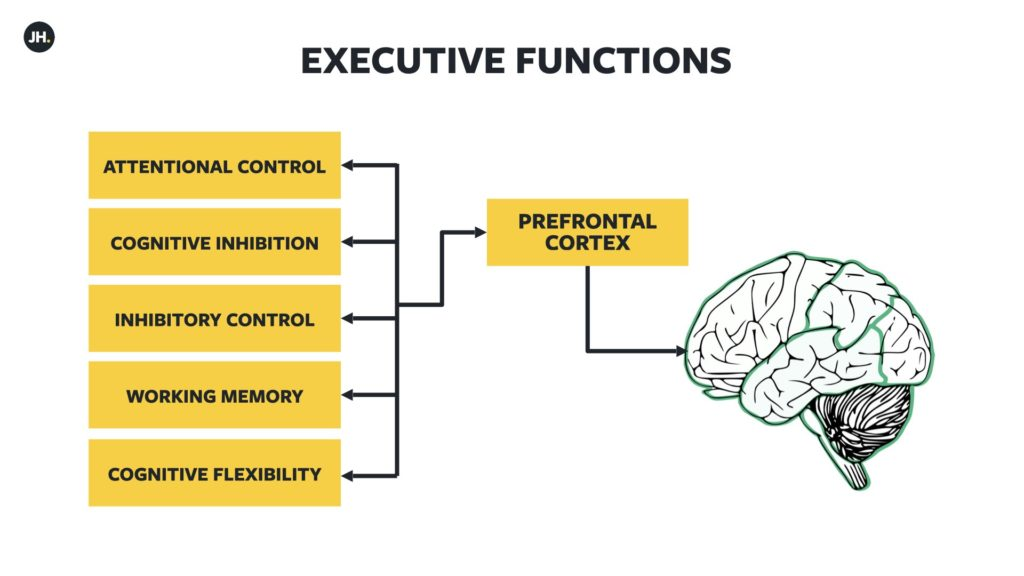 JH.
EXECUTIVE FUNCTIONS
ATTENTIONAL CONTROL
COGNITIVE INHIBITION
INHIBITORY CONTROL
WORKING MEMORY
COGNITIVE FLEXIBILITY
PREFRONTAL
CORTEX